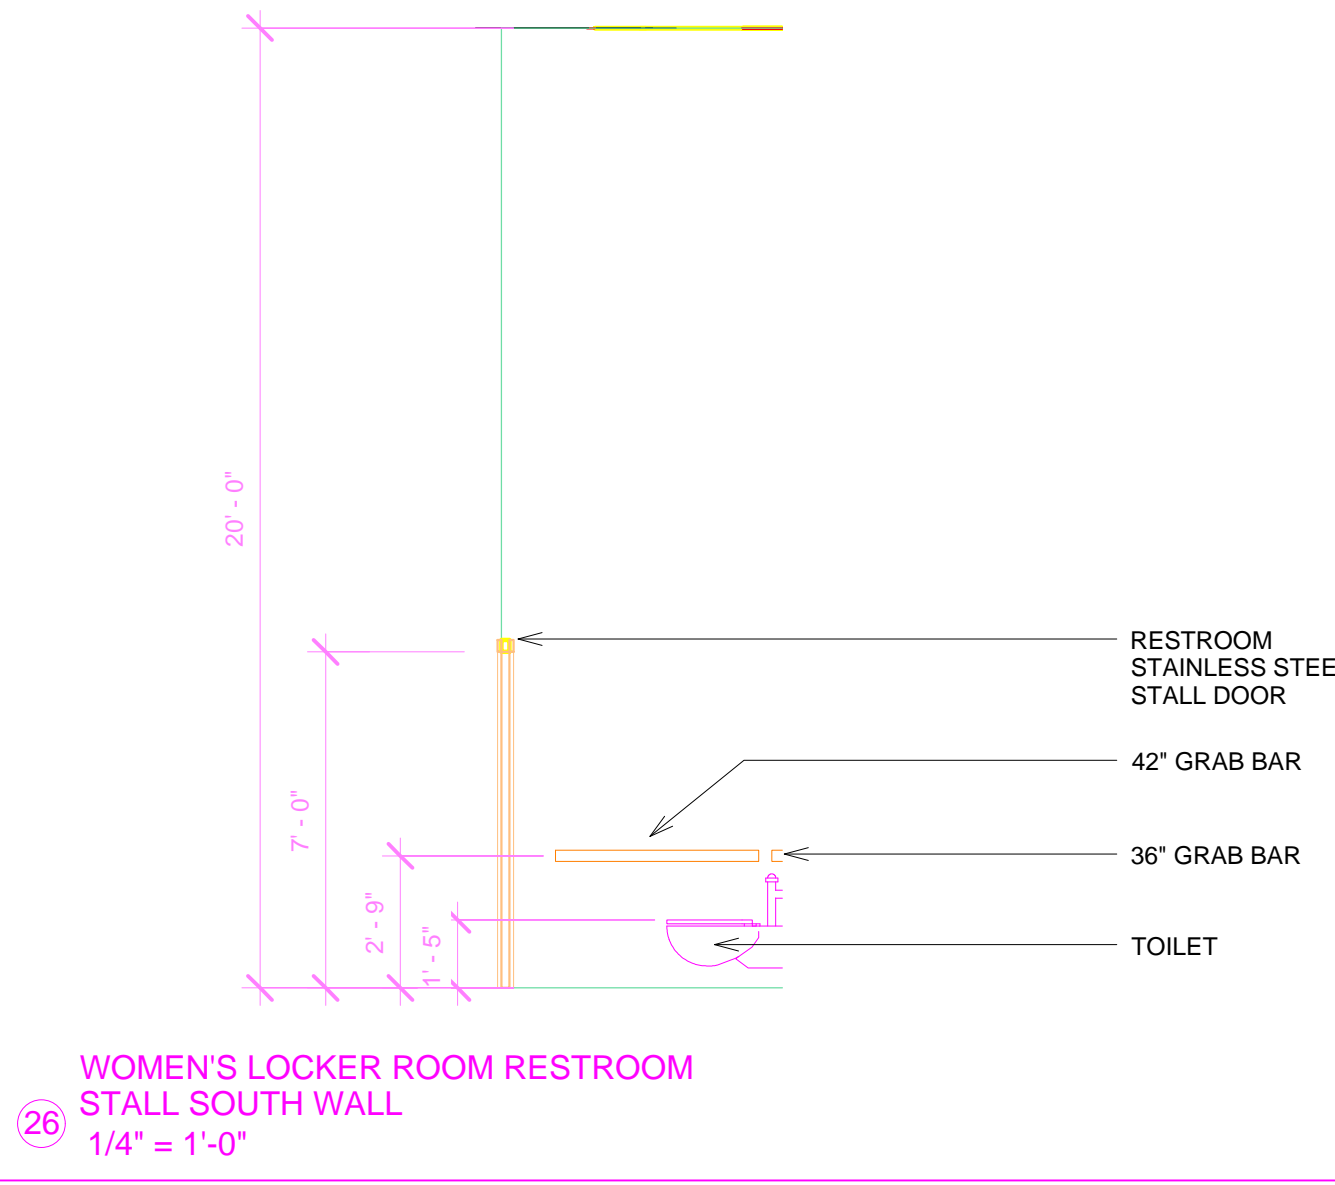 20' - 0"
RESTROOM
STAINLESS STEE
STALL DOOR
42" GRAB BAR
7' - 0"
36" GRAB BAR
2' - 9"
1' - 5"
TOILET
WOMEN'S LOCKER ROOM RESTROOM
STALL SOUTH WALL
26
1/4" = 1'-0"